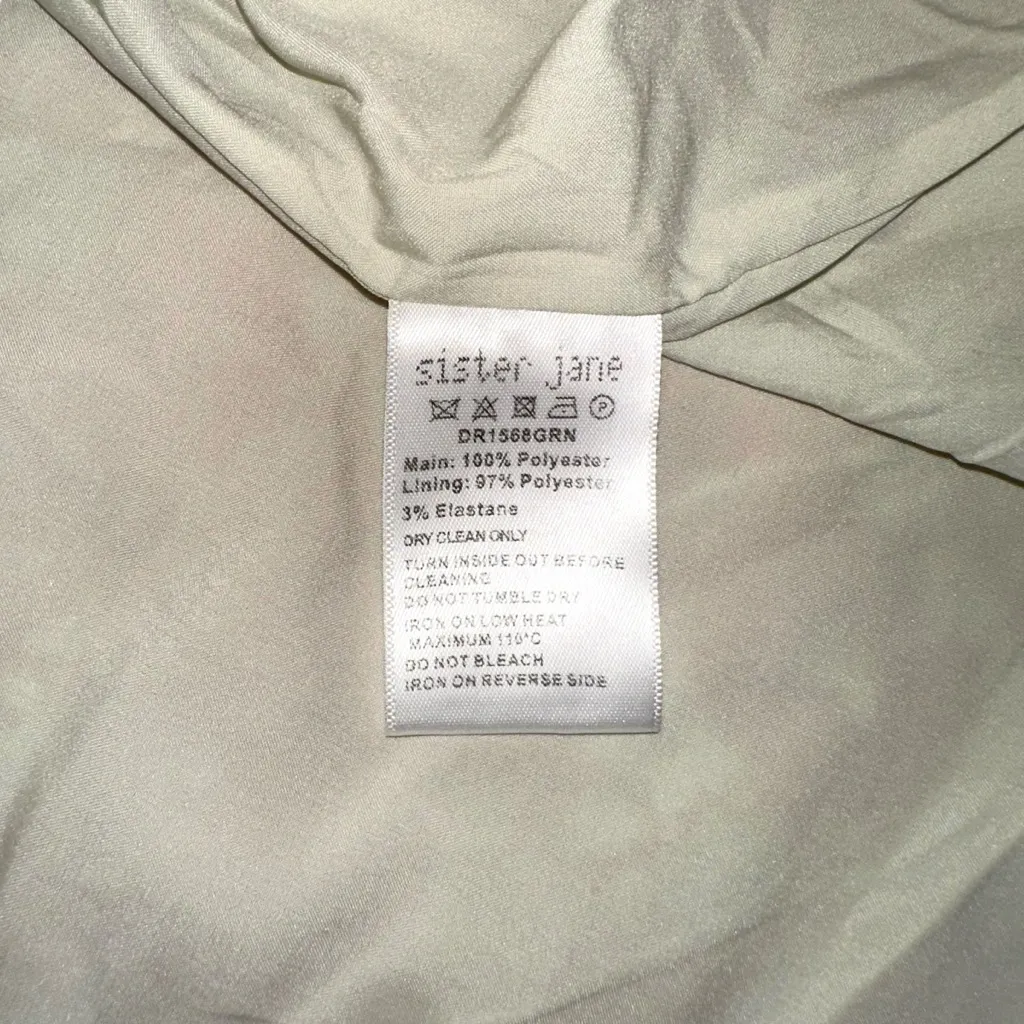 sister jane
P
DR1568GRN
Main: 100% Polyester
Lining: 97% Polyester
3% Elastane
DRY CLEAN ONLY
TURN INSIDE OUT BEFORE
CLEANING
DO NOT TUMBLE DRY
IRON ON LOW HEAT
MAXIMUM 110°C
DO NOT BLEACH
IRON ON REVERSE SIDE